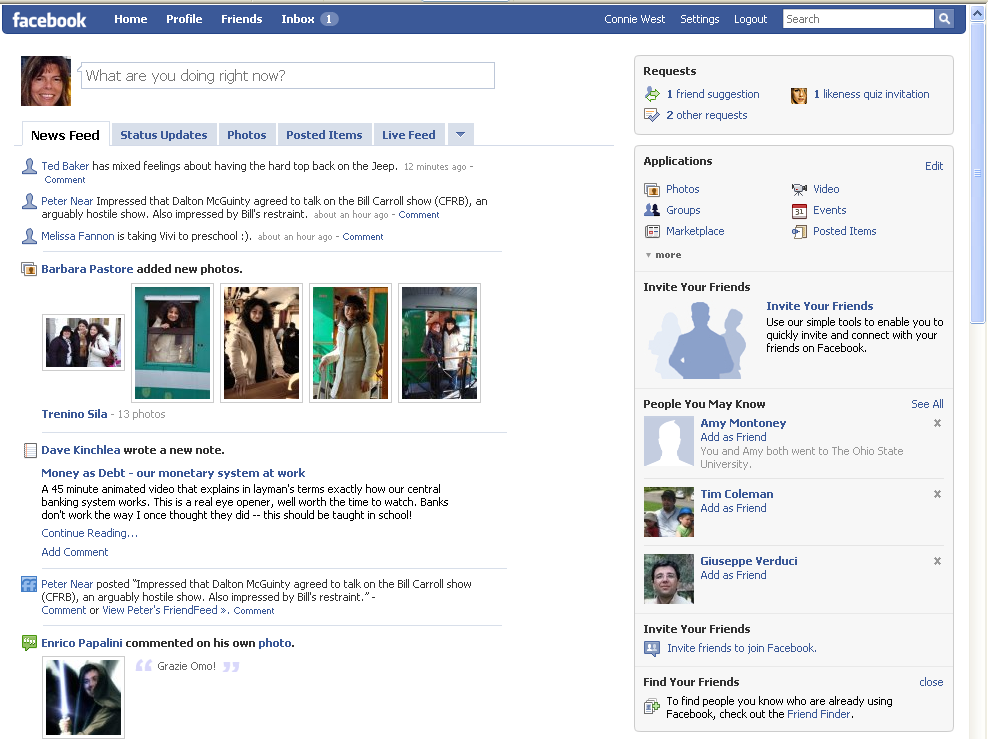 facebook Home Profile Friends Inbox 1 Connie West Settings Logout Search
What are you doing right now?
News Feed Status Updates Photos Posted Items Live Feed
Ted Baker has mixed feelings about having the hard top back on the Jeep. 12 minutes ago -
Comment
Peter Near Impressed that Dalton McGuinty agreed to talk on the Bill Carroll show (CFRB), an
arguably hostile show. Also impressed by Bill's restraint. about an hour ago - Comment
Melissa Fannon is taking Vivi to preschool :). about an hour ago - Comment
Barbara Pastore added new photos.
Trenino Sila - 13 photos
Dave Kinchlea wrote a new note.
Money as Debt - our monetary system at work
A 45 minute animated video that explains in layman's terms exactly how our central
banking system works. This is a real eye opener, well worth the time to watch. Banks
don't work the way I once thought they did -- this should be taught in school!
Continue Reading...
Add Comment
Peter Near posted "Impressed that Dalton McGuinty agreed to talk on the Bill Carroll show
(CFRB), an arguably hostile show. Also impressed by Bill's restraint." -
Comment or View Peter's FriendFeed ». Comment
Enrico Papalini commented on his own photo.
“ Grazie Omo! ”
Requests
1 friend suggestion 1 likeness quiz invitation
2 other requests
Applications Edit
Photos Video
Groups 31 Events
Marketplace Posted Items
▼ more
Invite Your Friends
Invite Your Friends
Use our simple tools to enable you to
quickly invite and connect with your
friends on Facebook.
People You May Know See All
Amy Montoney x
Add as Friend
You and Amy both went to The Ohio State
University.
Tim Coleman x
Add as Friend
Giuseppe Verduci x
Add as Friend
Invite Your Friends
Invite friends to join Facebook.
Find Your Friends close
To find people you know who are already using
Facebook, check out the Friend Finder.